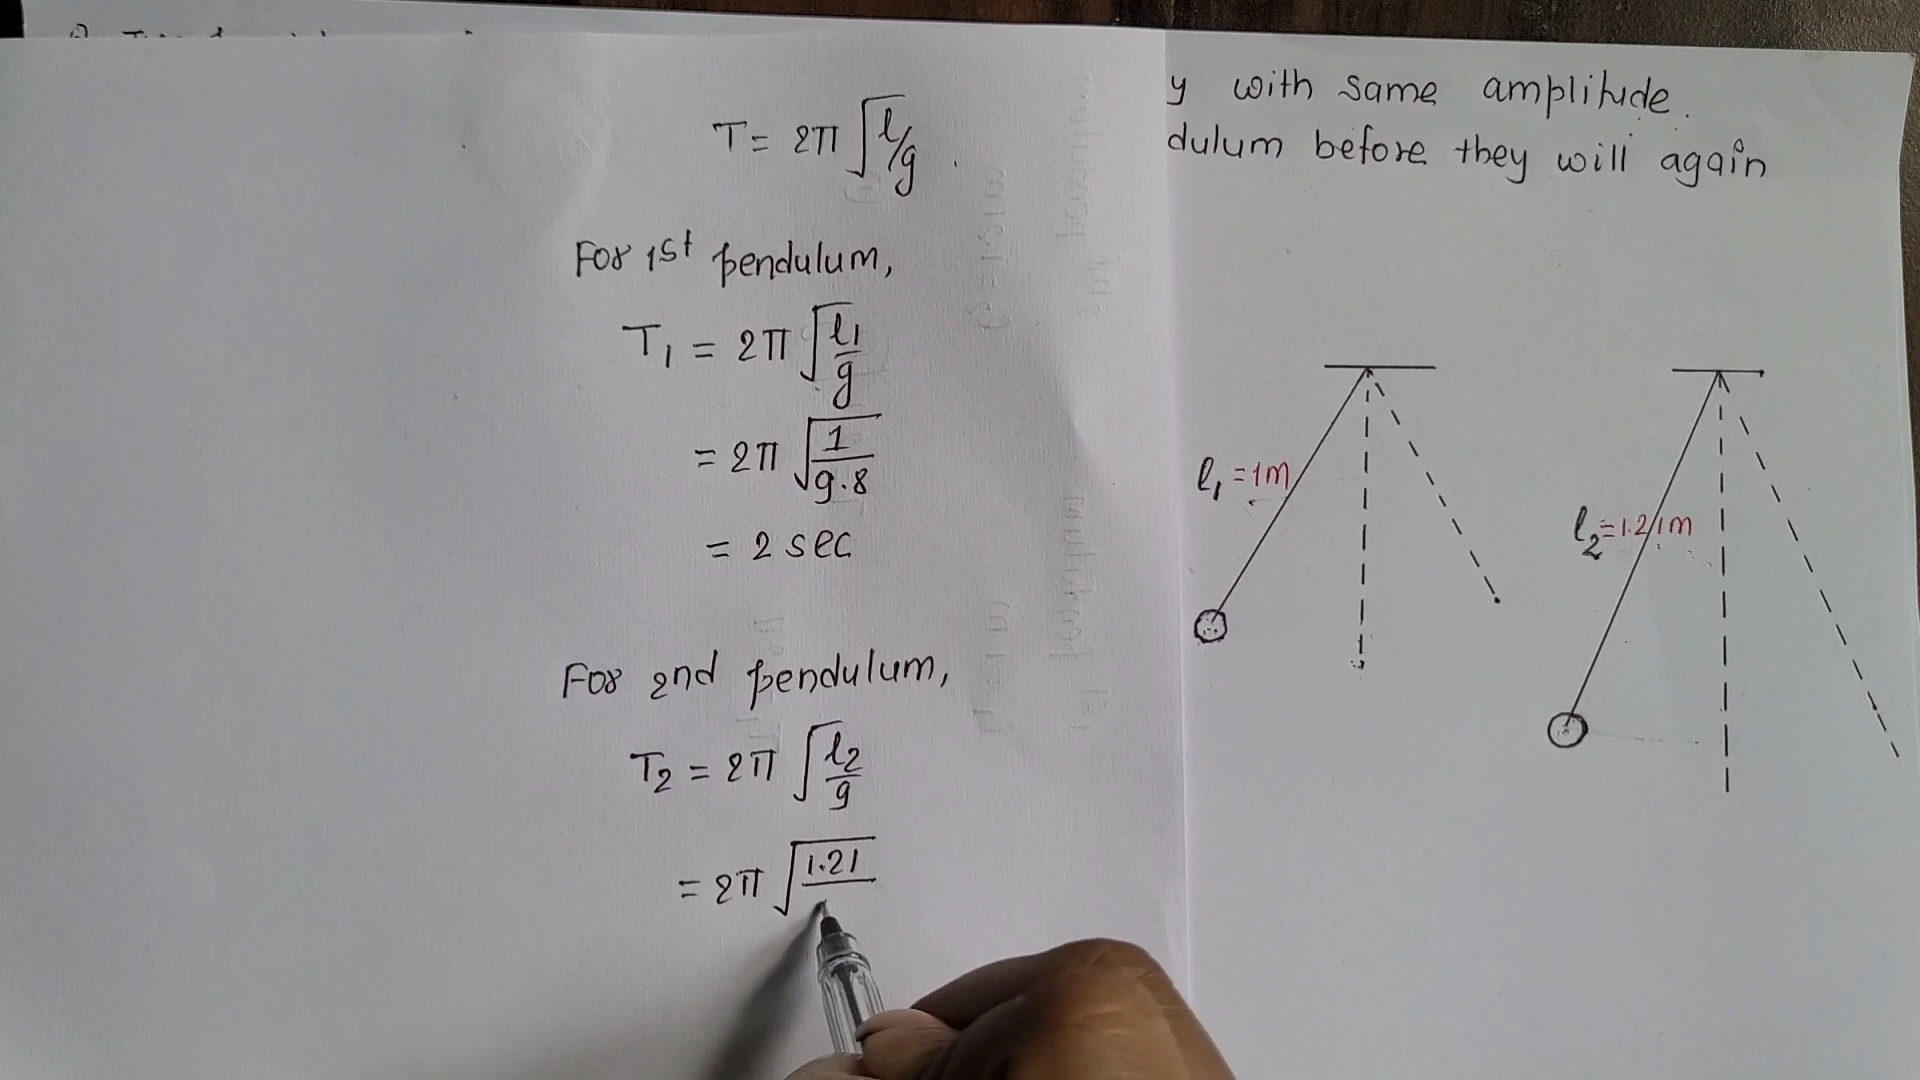 T = 2π √l/g .
For 1st pendulum,
T₁ = 2π √l₁/g
= 2π √1/9.8
= 2 sec
For 2nd pendulum,
T₂ = 2π √l₂/g
= 2π √1.21
y with same amplitude.
dulum before they will again
l₁ = 1m
l₂ = 1.21m